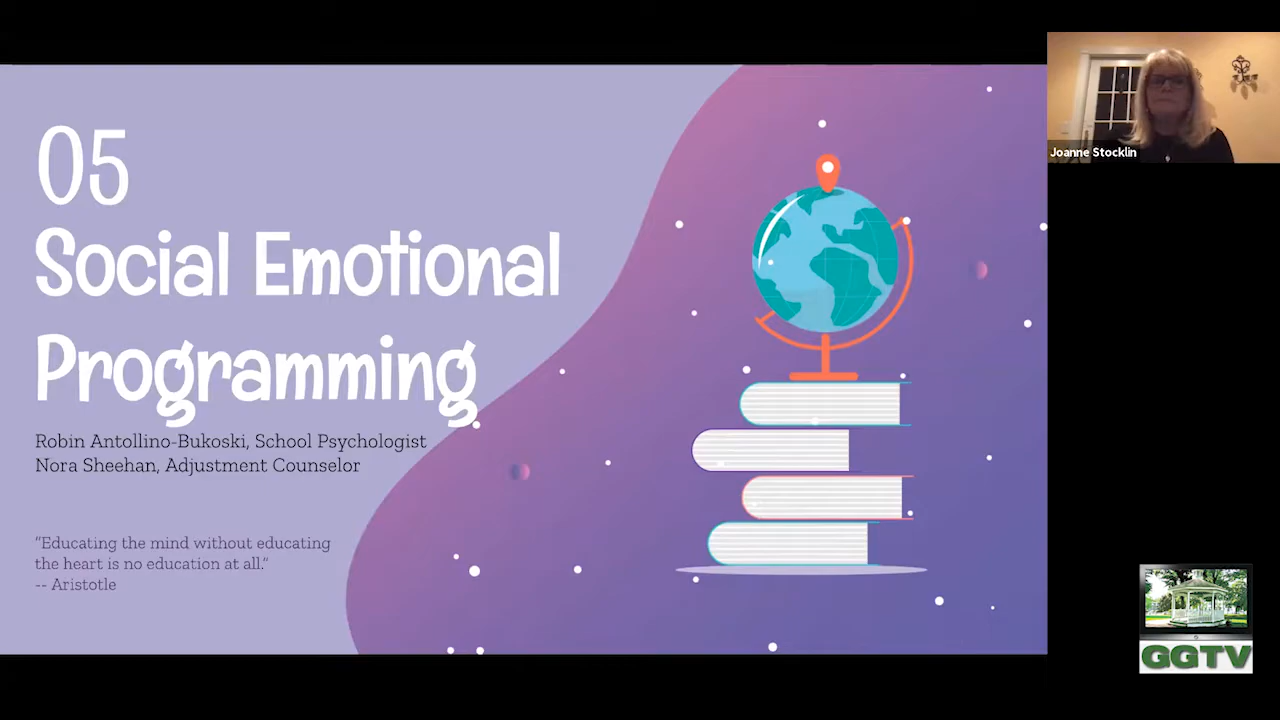 05
Social Emotional
Programming
Robin Antollino-Bukoski, School Psychologist
Nora Sheehan, Adjustment Counselor
"Educating the mind without educating
the heart is no education at all."
-- Aristotle
Joanne Stocklin
GGTV